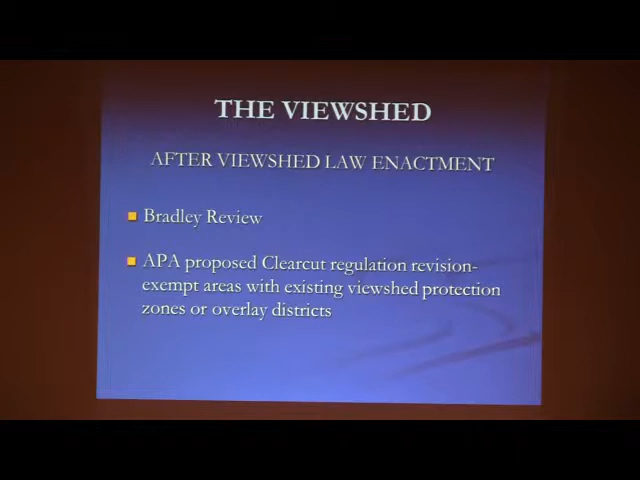 THE VIEWSHED
AFTER VIEWSHED LAW ENACTMENT
Bradley Review
APA proposed Clearcut regulation revision-
exempt areas with existing viewshed protection
zones or overlay districts